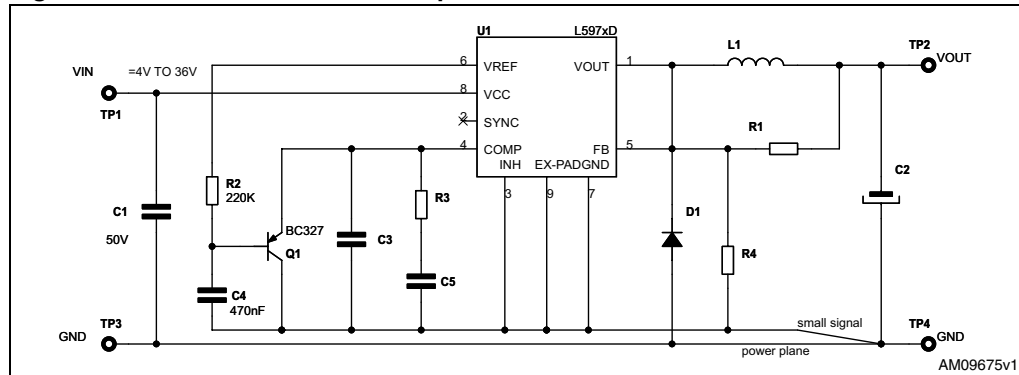 U1
L597xD
L1
TP2
VOUT
VIN
=4V TO 36V
TP1
6
VREF
VOUT
1
8
VCC
2
SYNC
R1
4
COMP
FB
5
INH
EX-PAD
GND
3
9
7
R2
220K
R3
C2
C1
50V
BC327
Q1
C3
D1
R4
C4
470nF
C5
TP3
GND
small signal
power plane
TP4
GND
AM09675v1